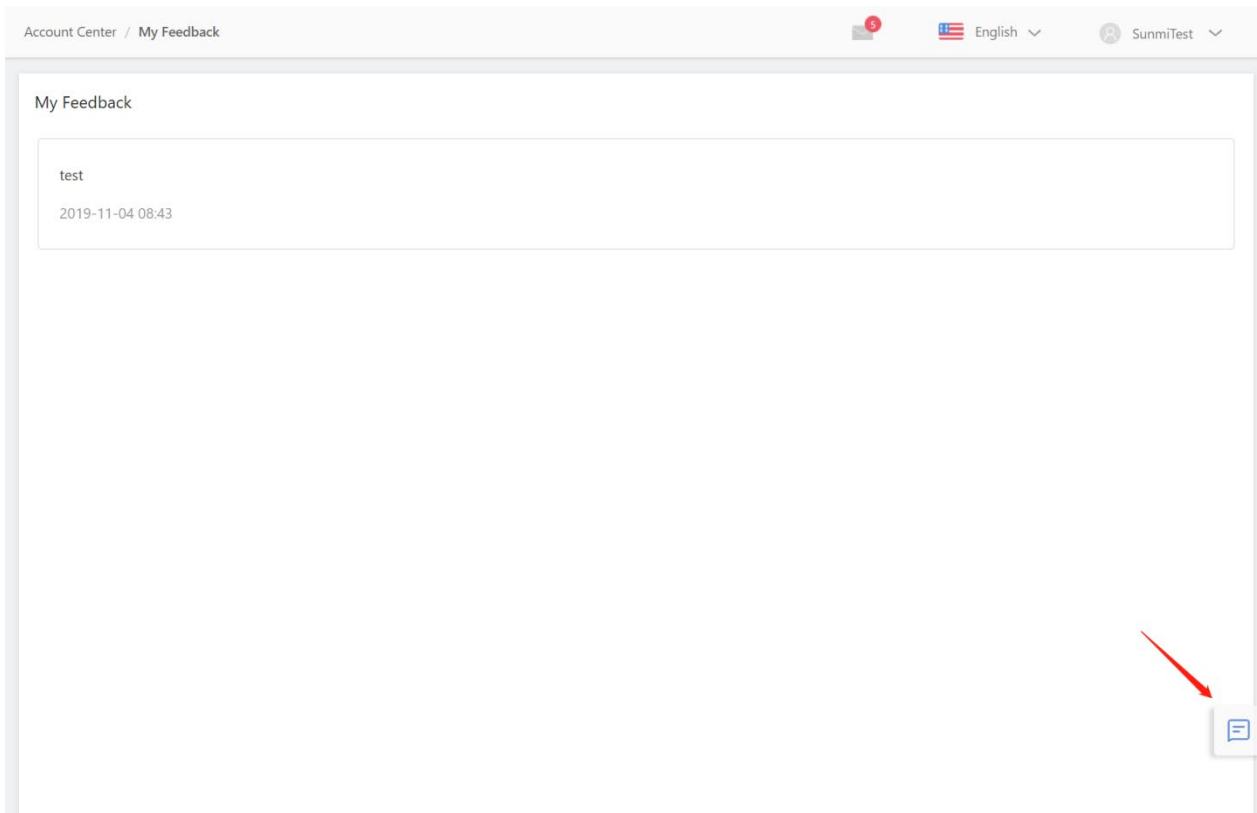 Account Center / My Feedback
5
English
SunmiTest
My Feedback
test
2019-11-04 08:43